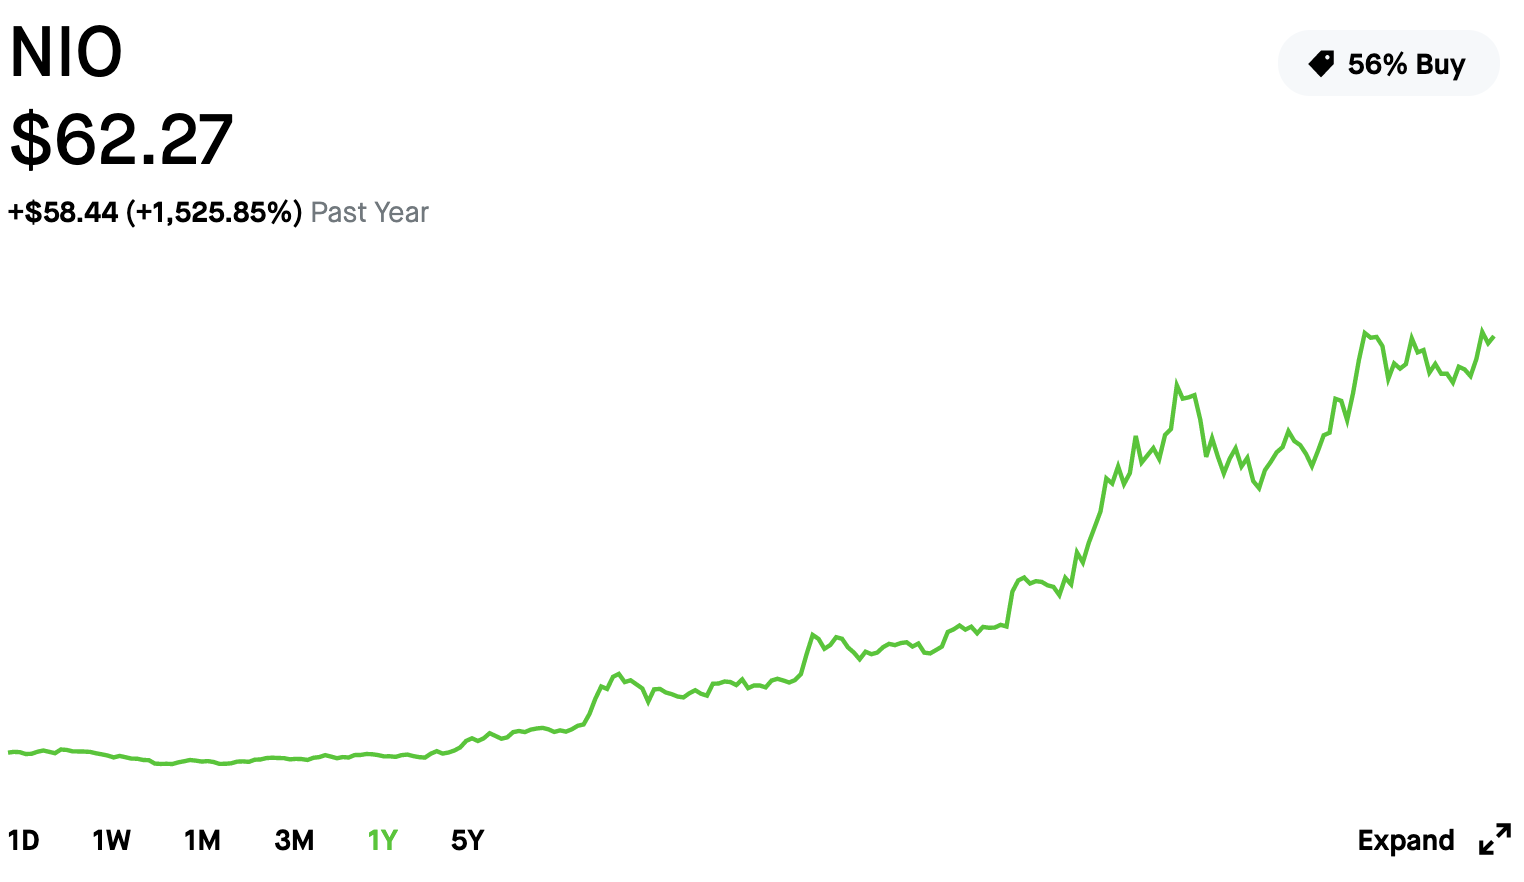 NIO
56% Buy
$62.27
+$58.44 (+1,525.85%) Past Year
1D 1W 1M 3M 1Y 5Y Expand